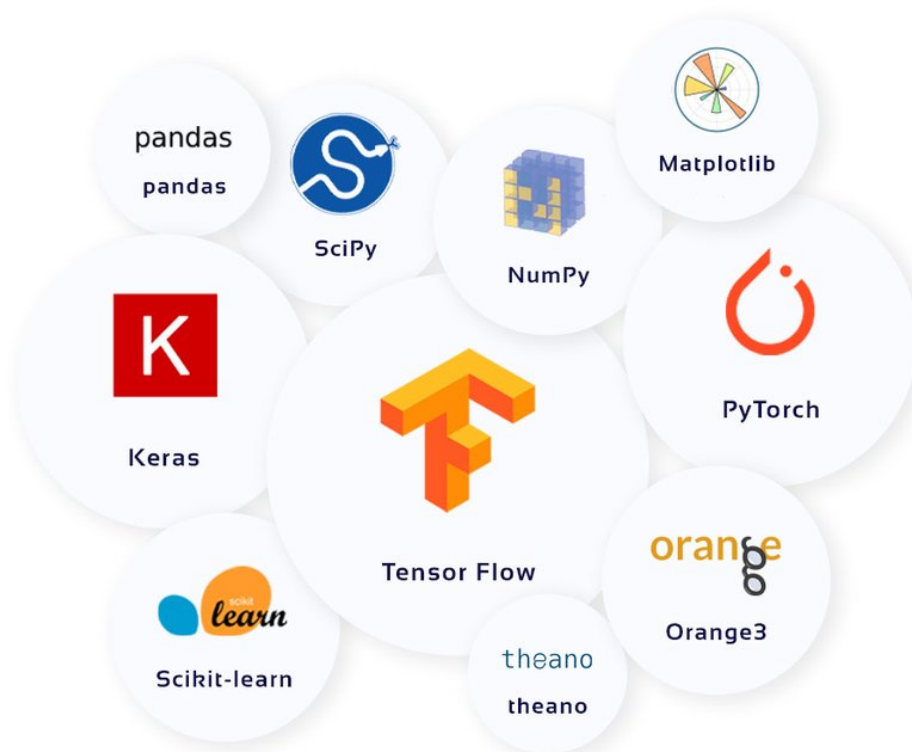 pandas
pandas
SciPy
NumPy
Matplotlib
K
Keras
Tensor Flow
PyTorch
scikit
learn
Scikit-learn
orange
Orange3
theano
theano